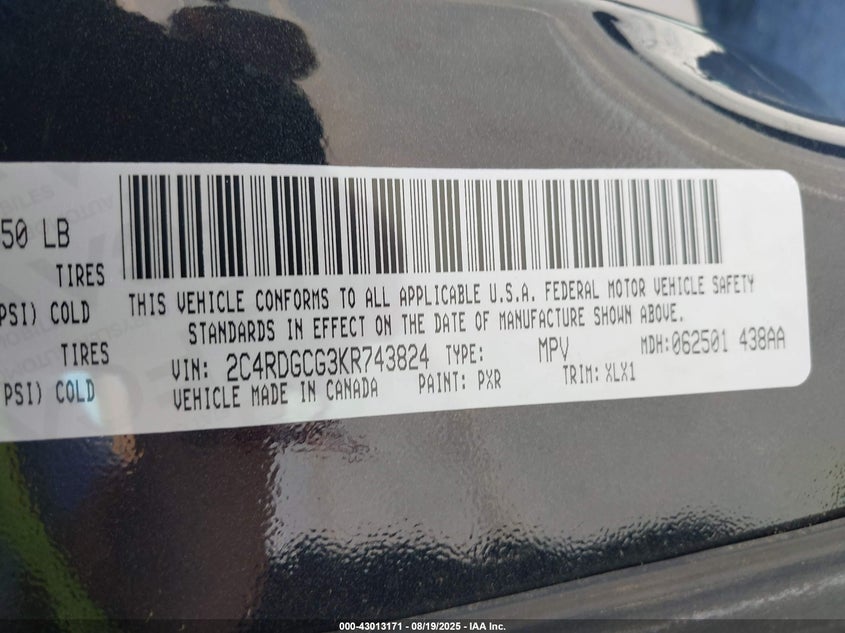 50 LB
TIRES
PSI) COLD
TIRES
PSI) COLD
THIS VEHICLE CONFORMS TO ALL APPLICABLE U.S.A. FEDERAL MOTOR VEHICLE SAFETY
STANDARDS IN EFFECT ON THE DATE OF MANUFACTURE SHOWN ABOVE.
VIN: 2C4RDGCG3KR743824 TYPE: MPV MDH: 062501 438AA
VEHICLE MADE IN CANADA PAINT: PXR TRIM: XLX1
000-43013171 - 08/19/2025 - IAA Inc.